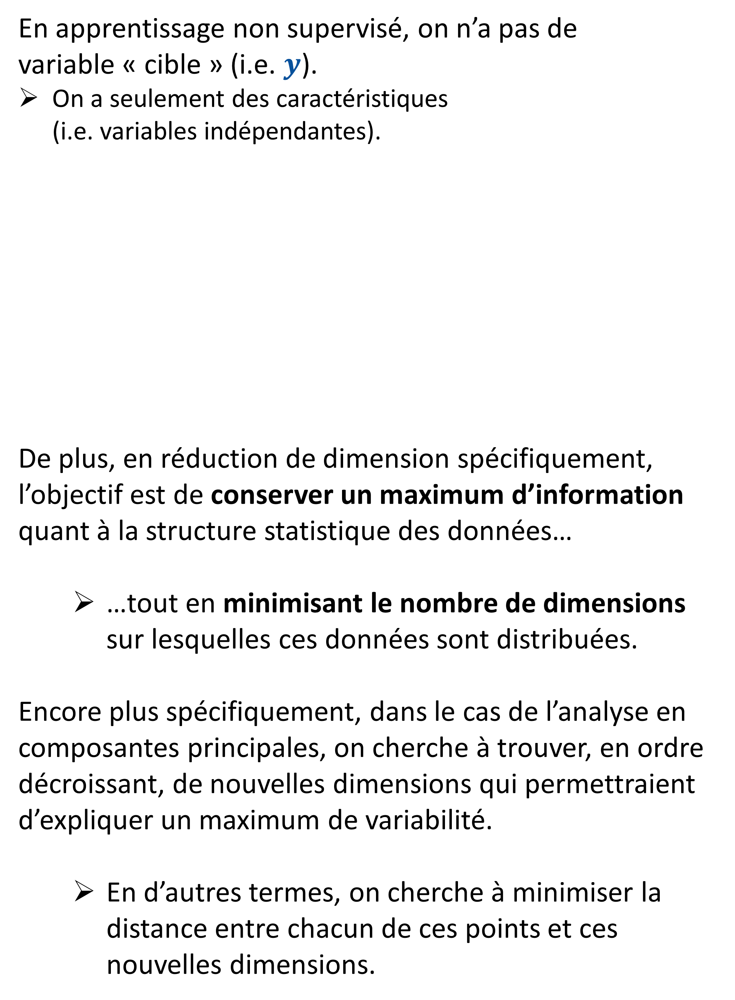 En apprentissage non supervisé, on n’a pas de
variable « cible » (i.e. y).
➢ On a seulement des caractéristiques
(i.e. variables indépendantes).
De plus, en réduction de dimension spécifiquement,
l’objectif est de conserver un maximum d’information
quant à la structure statistique des données…
➢ …tout en minimisant le nombre de dimensions
sur lesquelles ces données sont distribuées.
Encore plus spécifiquement, dans le cas de l’analyse en
composantes principales, on cherche à trouver, en ordre
décroissant, de nouvelles dimensions qui permettraient
d’expliquer un maximum de variabilité.
➢ En d’autres termes, on cherche à minimiser la
distance entre chacun de ces points et ces
nouvelles dimensions.